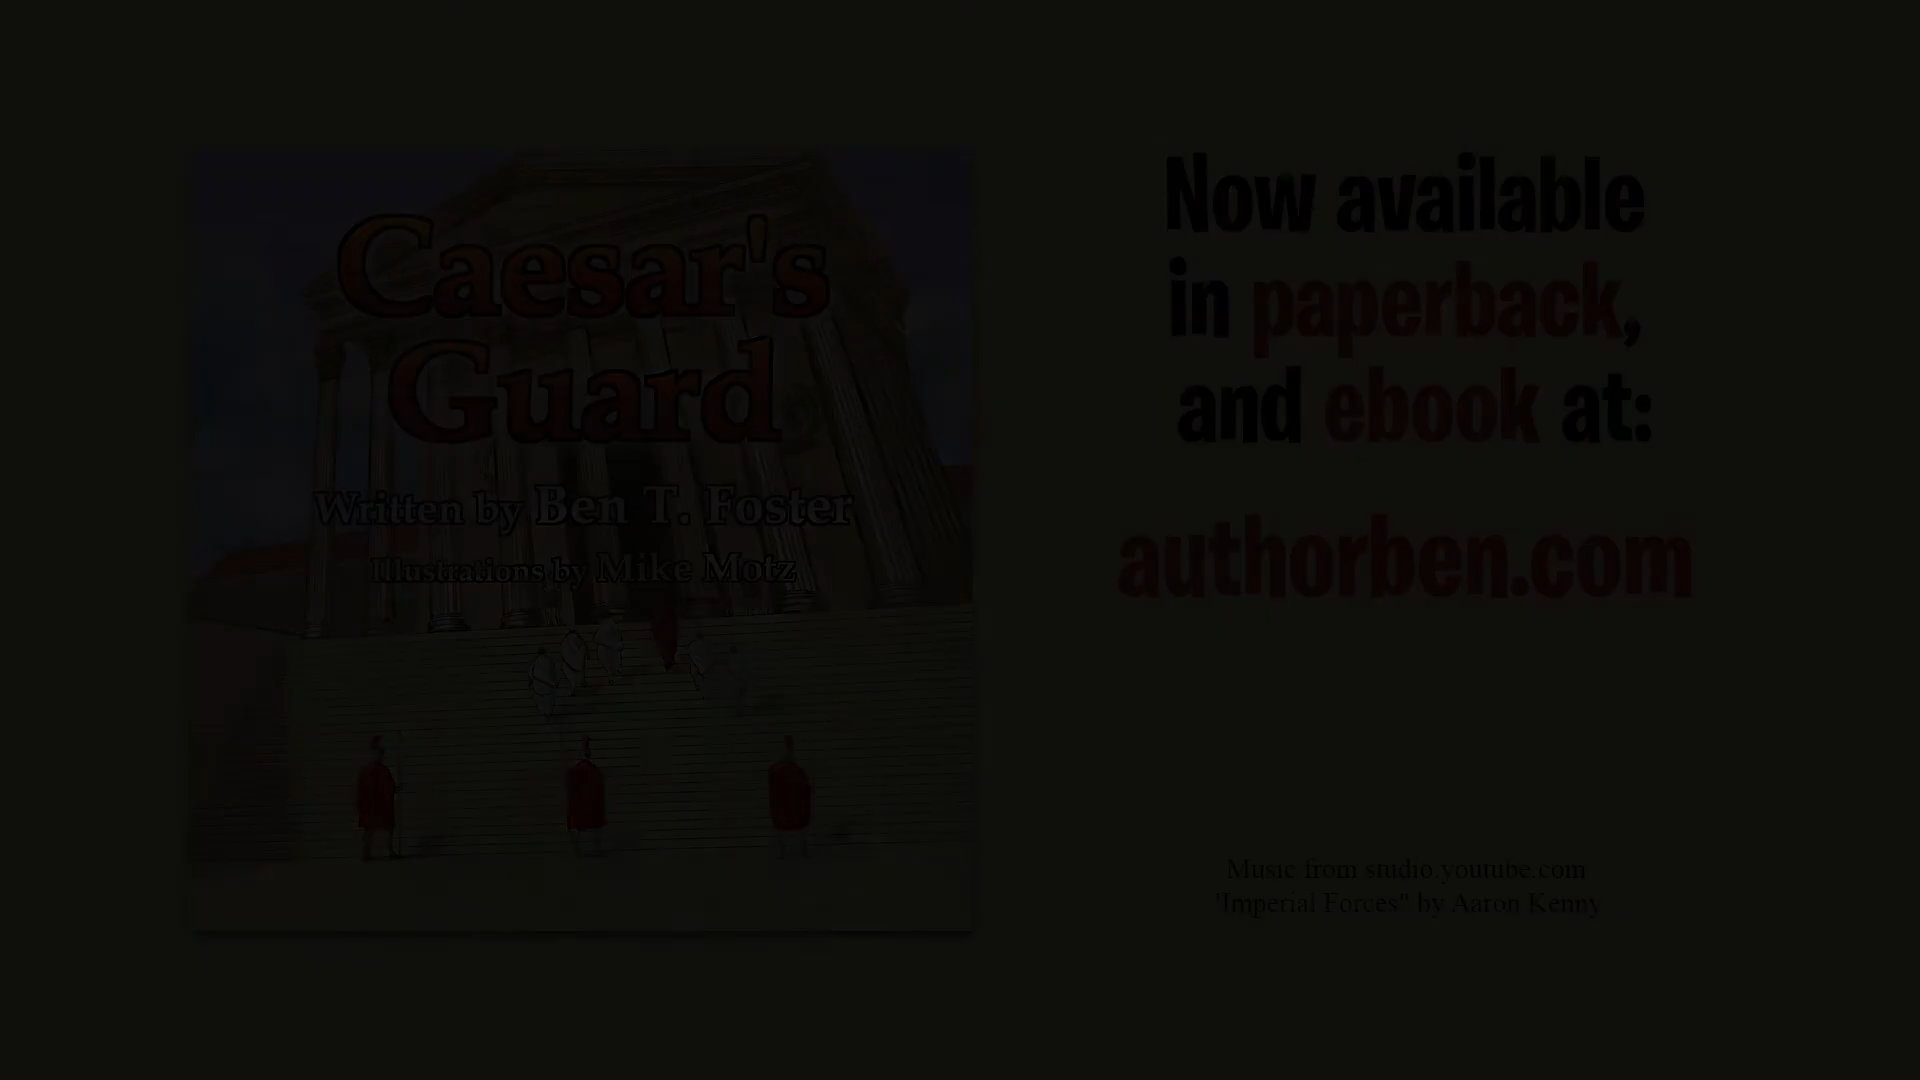 Caesar's
Guard
Written by Ben T. Foster
Illustrations by Mike Motz
Now available
in paperback,
and ebook at:
authorben.com
Music from studio.youtube.com
"Imperial Forces" by Aaron Kenny